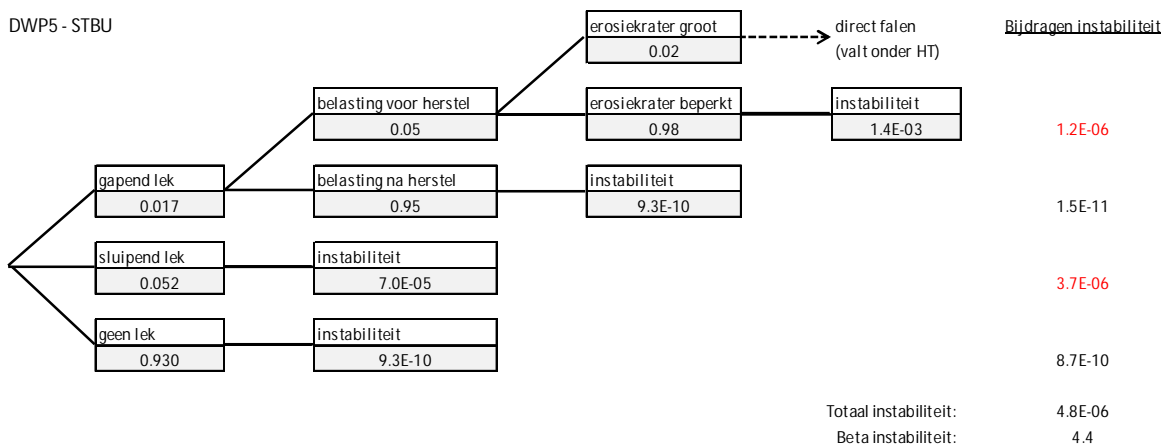 DWP5 - STBU
erosiekrater groot
0.02
direct falen
(valt onder HT)
Bijdragen instabiliteit
belasting voor herstel
0.05
erosiekrater beperkt
0.98
instabiliteit
1.4E-03
1.2E-06
gapend lek
0.017
belasting na herstel
0.95
instabiliteit
9.3E-10
1.5E-11
sluipend lek
0.052
instabiliteit
7.0E-05
3.7E-06
geen lek
0.930
instabiliteit
9.3E-10
8.7E-10
Totaal instabiliteit: 4.8E-06
Beta instabiliteit: 4.4